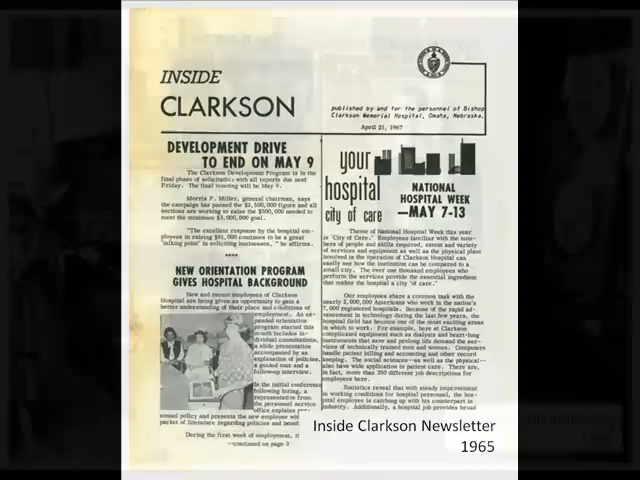 INSIDE
CLARKSON
published by and for the personnel of Bishop
Clarkson Memorial Hospital, Omaha, Nebraska.
April 21, 1967
DEVELOPMENT DRIVE
TO END ON MAY 9
The Clarkson Development Program is in the
final phase of solicitations with all reports due next
Friday. The final meeting will be May 9.
Morris F. Miller, general chairman, says
the campaign has passed the $2,500,000 figure and all
sections are working to raise the $500,000 needed to
meet the minimum $3,000,000 goal.
"The excellent response by the hospital em-
ployees in raising $91,000 continues to be a great
'talking point' in soliciting businesses," he affirms.
****
NEW ORIENTATION PROGRAM
GIVES HOSPITAL BACKGROUND
New and recent employees of Clarkson
Hospital are being given an opportunity to gain a
better understanding of their place and conditions of
employment. An ex-
panded orientation
program started this
month includes in-
dividual consultations,
a slide presentation
accompanied by an
explanation of policies,
a guided tour and a
follow-up interview.
In the initial conference
following hiring, a
representative from
the personnel service
office explains
sonnel policy and presents the new employee with
packet of literature regarding policies and benef
During the first week of employment, t
--continued on page 3
your
hospital
city of care
NATIONAL
HOSPITAL WEEK
—MAY 7-13
Theme of National Hospital Week this year
is 'City of Care.' Employees familiar with the num-
bers of people and skills required, extent and variety
of services and equipment as well as the physical plant
involved in the operation of Clarkson Hospital can
easily see how the institution can be compared to a
small city. The over one thousand employees who
perform the services provide the essential ingredient
that makes the hospital a city 'of care.'
Our employees share a common task with the
nearly 2,000,000 Americans who work in the nation's
7,000 registered hospitals. Because of the rapid ad-
vancement in technology during the last few years, the
hospital field has become one of the most exciting areas
in which to work. For example, here at Clarkson
complicated equipment such as dialysis and heart-lung
instruments that save and prolong life demand the ser-
vices of technically trained men and women. Computers
handle patient billing and accounting and other record
keeping. The social sciences--as well as the physical--
also have wide application in patient care. There are,
in fact, more than 350 different job descriptions for
employees here.
Statistics reveal that with steady improvement
in working conditions for hospital personnel, the hos-
pital employee is catching up with his counterpart in
industry. Additionally, a hospital job provides broad
Inside Clarkson Newsletter
1965